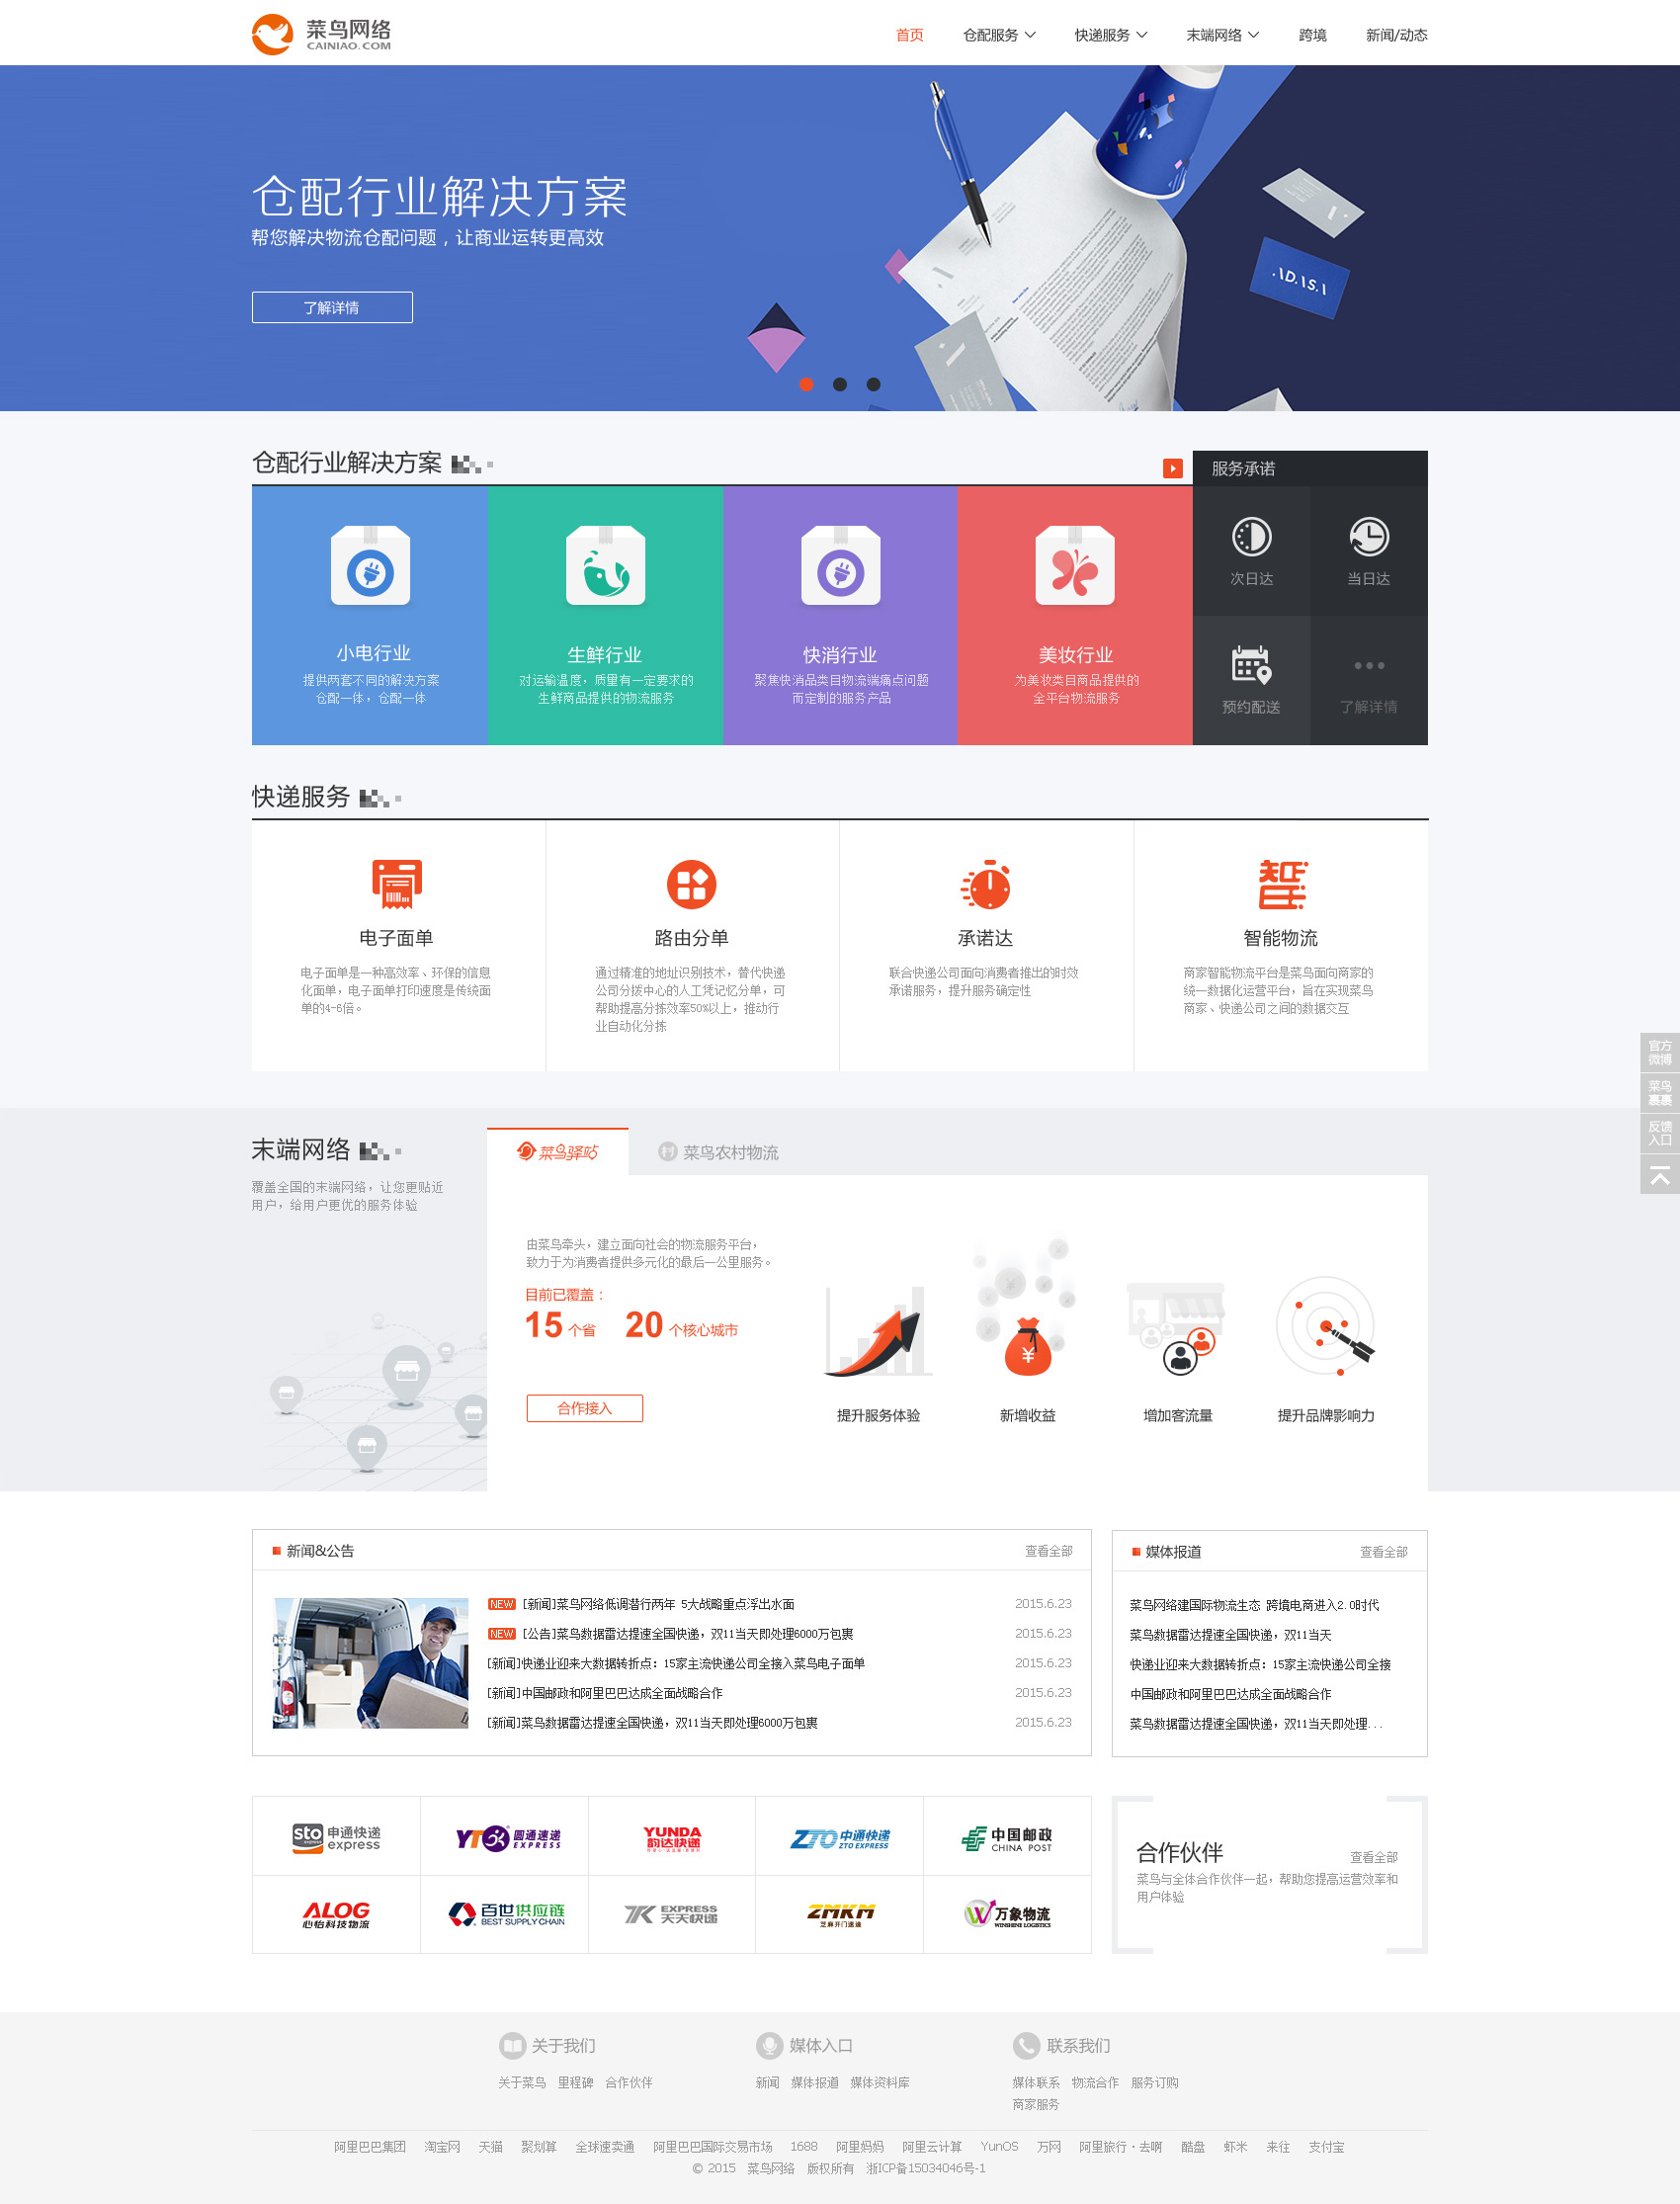 菜鸟网络
CAINIAO.COM
首页 仓配服务 快递服务 末端网络 跨境 新闻/动态
仓配行业解决方案
帮您解决物流仓配问题，让商业运转更高效
了解详情
仓配行业解决方案
服务承诺
小电行业
提供两套不同的解决方案
仓配一体，仓配一体
生鲜行业
对运输温度，质里有一定要求的
生鲜商品提供的物流服务
快消行业
聚焦快消品类目物流端痛点问题
而定制的服务产品
美妆行业
为美妆类目商品提供的
全平台物流服务
次日达
当日达
预约配送
了解详情
快递服务
电子面单
电子面单是一种高效率、环保的信息
化面单，电子面单打印速度是传统面
单的4-6倍。
路由分单
通过精准的地址识别技术，替代快递
公司分拨中心的人工凭记忆分单，可
帮助提高分拣效率50%以上，推动行
业自动化分拣
承诺达
联合快递公司面向消费者推出的时效
承诺服务，提升服务确定性
智能物流
商家智能物流平台是菜鸟面向商家的
统一数据化运营平台，旨在实现菜鸟
商家、快递公司之间的数据交互
官方
微博
菜鸟
裹裹
反馈
入口
末端网络
覆盖全国的末端网络，让您更贴近
用户，给用户更优的服务体验
菜鸟驿站
菜鸟农村物流
由菜鸟牵头，建立面向社会的物流服务平台，
致力于为消费者提供多元化的最后一公里服务。
目前已覆盖：
15 个省 20 个核心城市
合作接入
提升服务体验
新增收益
增加客流量
提升品牌影响力
新闻&公告 查看全部
NEW [新闻]菜鸟网络低调潜行两年 5大战略重点浮出水面 2015.6.23
NEW [公告]菜鸟数据雷达提速全国快递，双11当天即处理6000万包惠 2015.6.23
[新闻]快递业迎来大数据转折点：15家主流快递公司全接入菜鸟电子面单 2015.6.23
[新闻]中国邮政和阿里巴巴达成全面战略合作 2015.6.23
[新闻]菜鸟数据雷达提速全国快递，双11当天即处理6000万包惠 2015.6.23
媒体报道 查看全部
菜鸟网络建国际物流生态 跨境电商进入2.0时代
菜鸟数据雷达提速全国快递，双11当天
快递业迎来大数据转折点：15家主流快递公司全接
中国邮政和阿里巴巴达成全面战略合作
菜鸟数据雷达提速全国快递，双11当天即处理...
sto express 申通快递 express
YTO 圆通速递 EXPRESS
YUNDA 韵达快递
ZTO 中通快递 ZTO EXPRESS
中国邮政 CHINA POST
ALOG 心怡科技物流
百世供应链 BEST SUPPLY CHAIN
TK EXPRESS 天天快递
ZMKM 芝麻开门速递
万象物流 WINSHINE LOGISTICS
合作伙伴 查看全部
菜鸟与全体合作伙伴一起，帮助您提高运营效率和
用户体验
关于我们
关于菜鸟 里程碑 合作伙伴
媒体入口
新闻 媒体报道 媒体资料库
联系我们
媒体联系 物流合作 服务订购
商家服务
阿里巴巴集团 淘宝网 天猫 聚划算 全球速卖通 阿里巴巴国际交易市场 1688 阿里妈妈 阿里云计算 YunOS 万网 阿里旅行·去啊 酷盘 虾米 来往 支付宝
© 2015 菜鸟网络 版权所有 浙ICP备15034046号-1